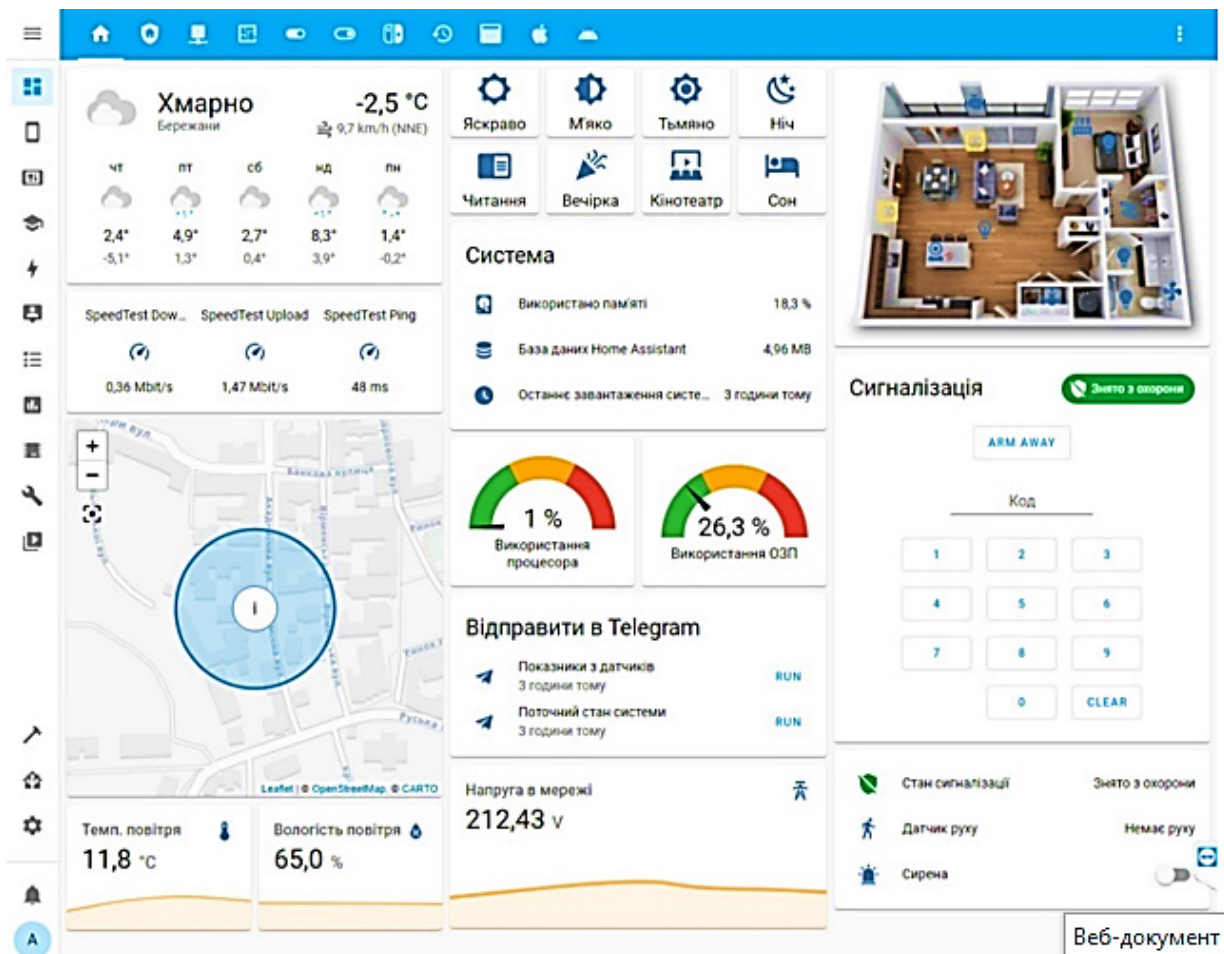 Хмарно
Бережани
-2,5 °C
9,7 km/h (NNE)
чт пт сб нд пн
2,4° 4,9° 2,7° 8,3° 1,4°
-5,1° 1,3° 0,4° 3,9° -0,2°
SpeedTest Dow... SpeedTest Upload SpeedTest Ping
0,36 Mbit/s 1,47 Mbit/s 48 ms
+
−
Банкова вулиця
Академічна вул.
Вірменська вул.
Руська
i
Leaflet | © OpenStreetMap, © CARTO
Темп. повітря
11,8 °C
Вологість повітря
65,0 %
Яскраво М'яко Тьмяно Ніч
Читання Вечірка Кінотеатр Сон
Система
Використано пам'яті 18,3 %
База даних Home Assistant 4,96 MB
Останнє завантаження систе... 3 години тому
1 %
Використання
процесора
26,3 %
Використання ОЗП
Відправити в Telegram
Показники з датчиків
3 години тому
RUN
Поточний стан системи
3 години тому
RUN
Напруга в мережі
212,43 V
Сигналізація
Знято з охорони
ARM AWAY
Код
1 2 3
4 5 6
7 8 9
0 CLEAR
Стан сигналізації Знято з охорони
Датчик руху Немає руху
Сирена
A
Веб-документ